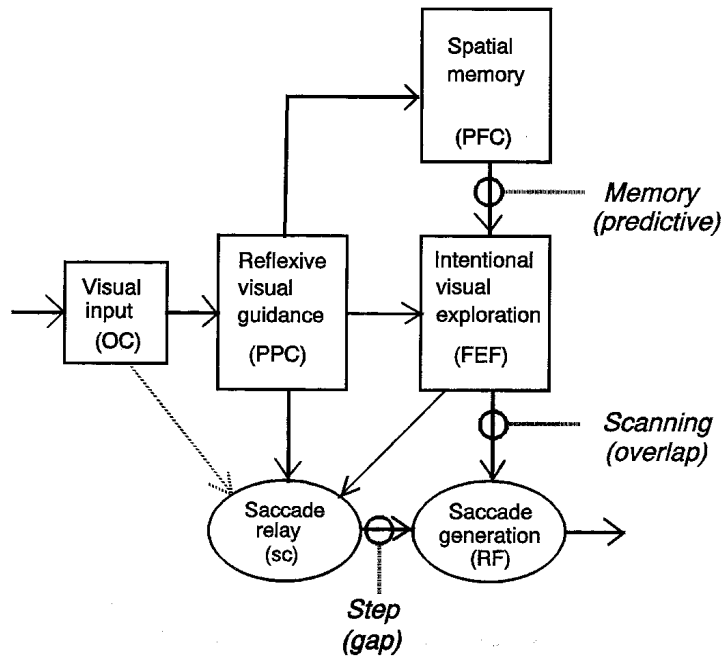 Spatial
memory
(PFC)
Memory
(predictive)
Visual
input
(OC)
Reflexive
visual
guidance
(PPC)
Intentional
visual
exploration
(FEF)
Scanning
(overlap)
Saccade
relay
(sc)
Saccade
generation
(RF)
Step
(gap)